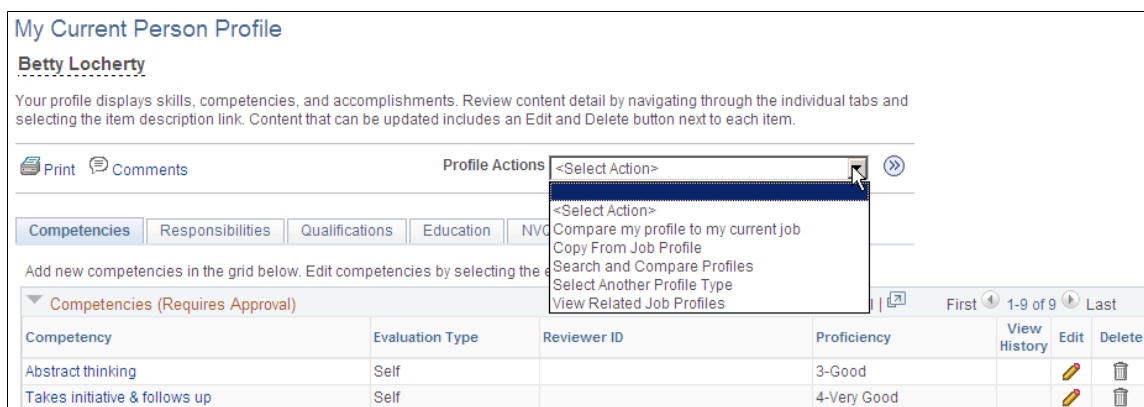 My Current Person Profile
Betty Locherty
Your profile displays skills, competencies, and accomplishments. Review content detail by navigating through the individual tabs and
selecting the item description link. Content that can be updated includes an Edit and Delete button next to each item.
Print Comments Profile Actions <Select Action>
<Select Action>
Compare my profile to my current job
Copy From Job Profile
Search and Compare Profiles
Select Another Profile Type
View Related Job Profiles
Competencies Responsibilities Qualifications Education
Add new competencies in the grid below. Edit competencies by selecting the
Competencies (Requires Approval) | First 1-9 of 9 Last
Competency Evaluation Type Reviewer ID Proficiency View History Edit Delete
Abstract thinking Self 3-Good
Takes initiative & follows up Self 4-Very Good